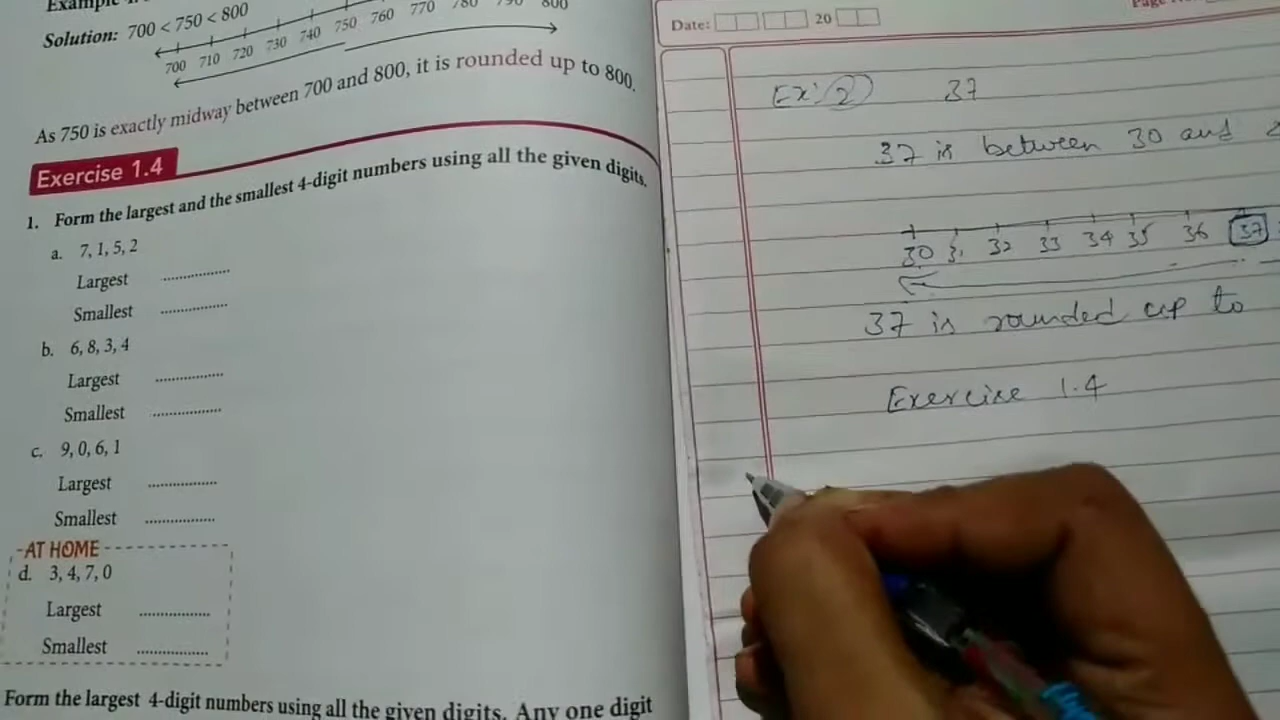 Example
Solution: 700 < 750 < 800
700 710 720 730 740 750 760 770 780 790 800
As 750 is exactly midway between 700 and 800, it is rounded up to 800.
Exercise 1.4
1. Form the largest and the smallest 4-digit numbers using all the given digits.
a. 7, 1, 5, 2
Largest ..............
Smallest ..............
b. 6, 8, 3, 4
Largest ..............
Smallest ..............
c. 9, 0, 6, 1
Largest ..............
Smallest ..............
AT HOME
d. 3, 4, 7, 0
Largest ..............
Smallest ..............
Form the largest 4-digit numbers using all the given digits. Any one digit
Date: 20
Ex: 2) 37
37 is between 30 and
30 3, 32 33 34 35 36 37
37 is rounded up to
Exercise 1.4